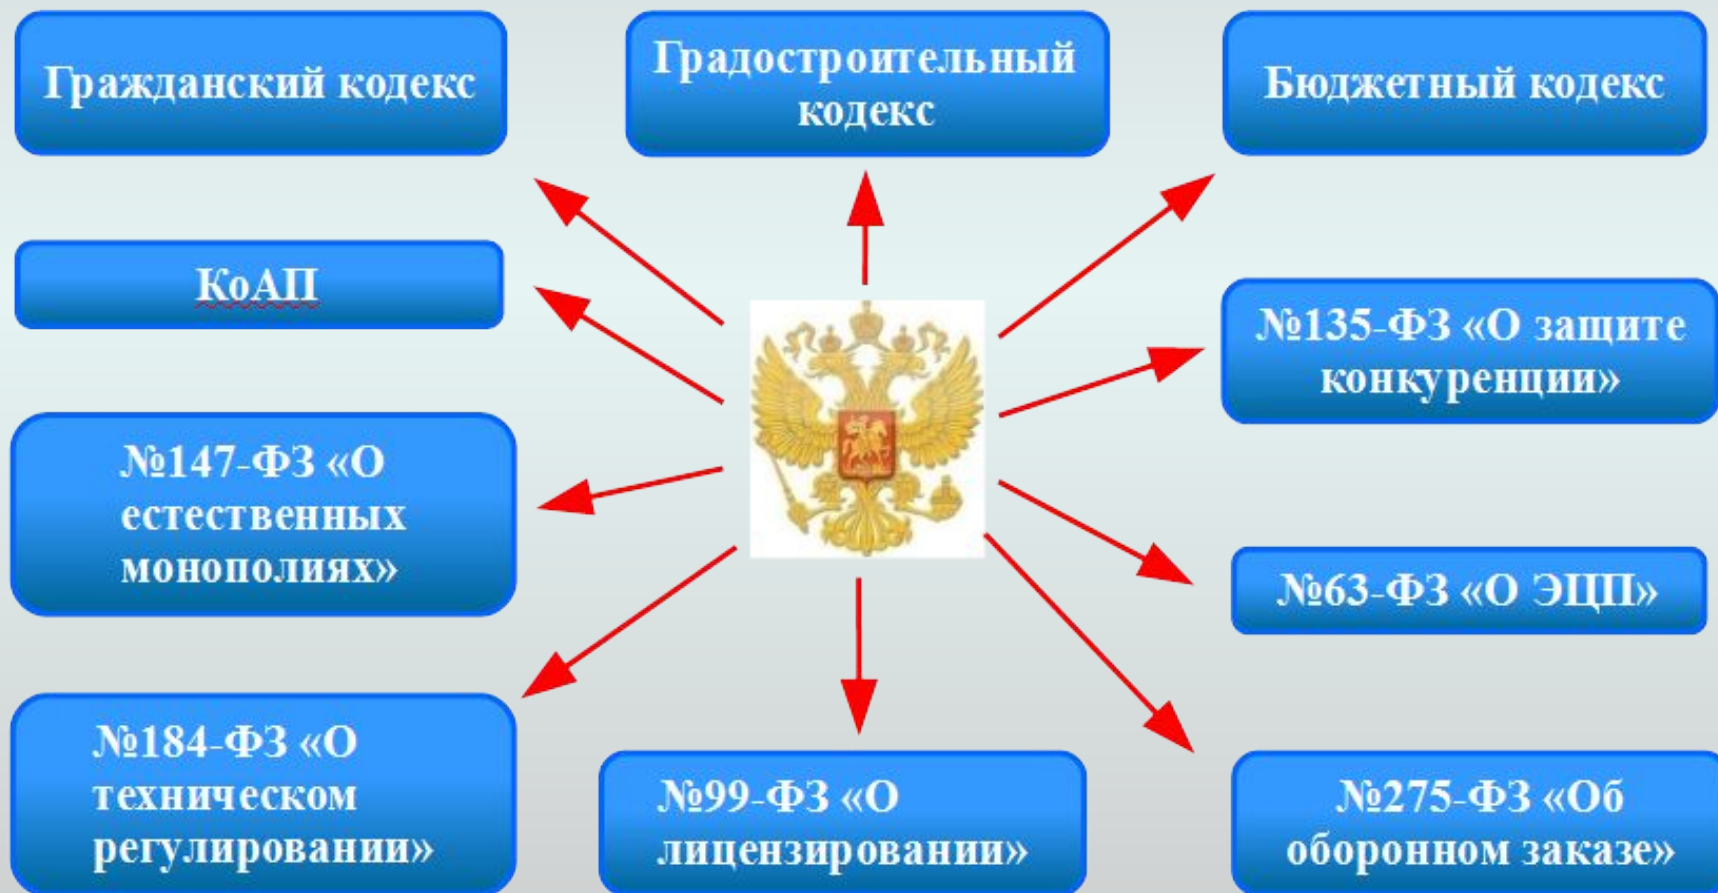 Гражданский кодекс
Градостроительный
кодекс
Бюджетный кодекс
КоАП
№135-ФЗ «О защите
конкуренции»
№147-ФЗ «О
естественных
монополиях»
№63-ФЗ «О ЭЦП»
№184-ФЗ «О
техническом
регулировании»
№99-ФЗ «О
лицензировании»
№275-ФЗ «Об
оборонном заказе»